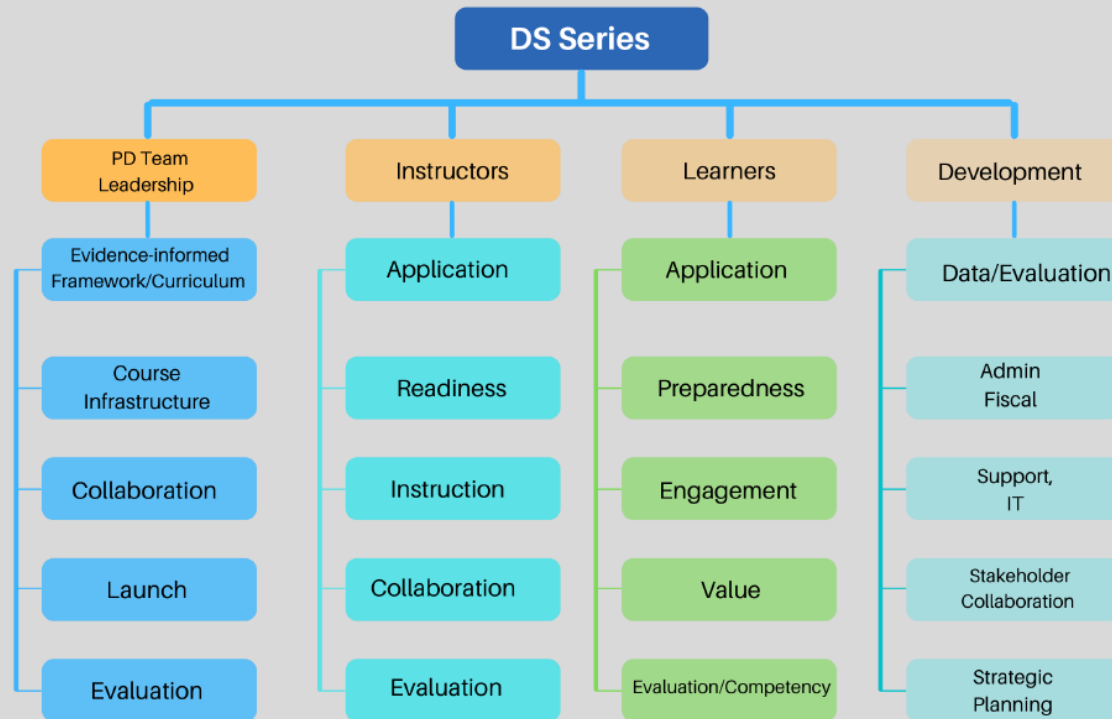 DS Series
PD Team
Leadership
Instructors
Learners
Development
Evidence-informed
Framework/Curriculum
Application
Application
Data/Evaluation
Course
Infrastructure
Readiness
Preparedness
Admin
Fiscal
Collaboration
Instruction
Engagement
Support,
IT
Launch
Collaboration
Value
Stakeholder
Collaboration
Evaluation
Evaluation
Evaluation/Competency
Strategic
Planning